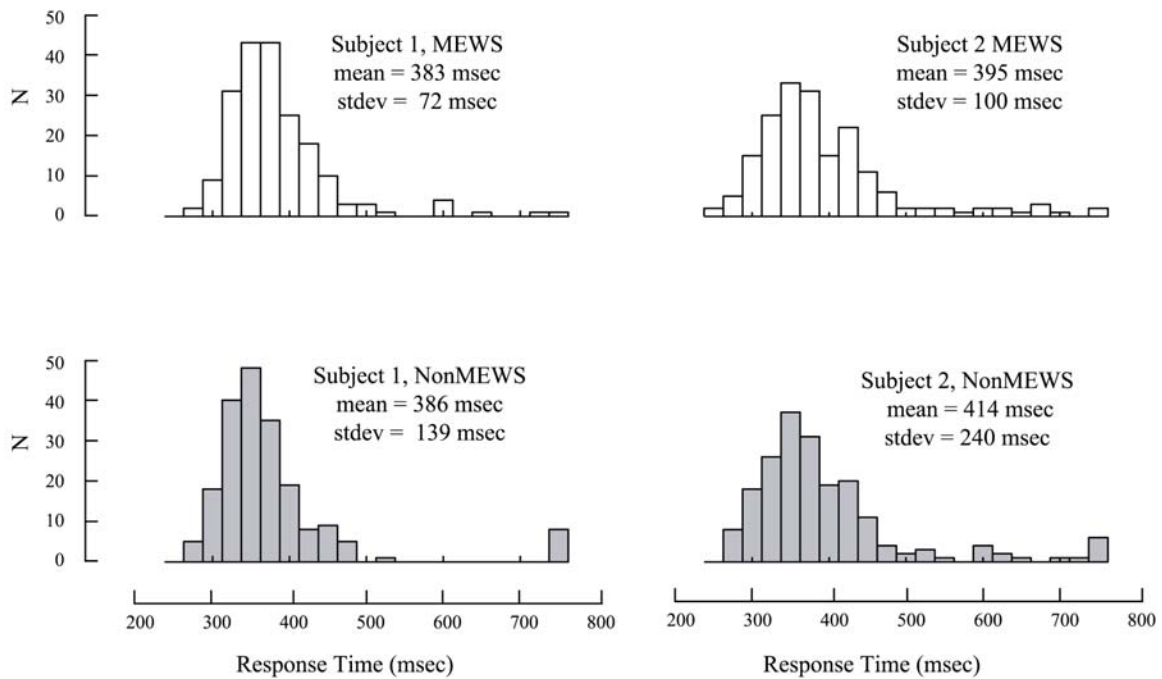 50
40
30
20
10
0
N
Subject 1, MEWS
mean = 383 msec
stdev = 72 msec
Subject 2 MEWS
mean = 395 msec
stdev = 100 msec
50
40
30
20
10
0
N
Subject 1, NonMEWS
mean = 386 msec
stdev = 139 msec
Subject 2, NonMEWS
mean = 414 msec
stdev = 240 msec
200 300 400 500 600 700 800
Response Time (msec)
200 300 400 500 600 700 800
Response Time (msec)